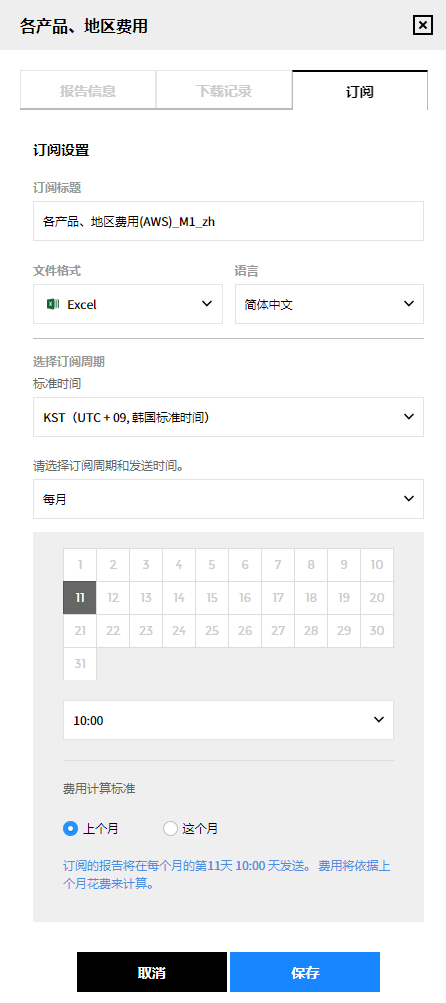 各产品、地区费用
报告信息 下载记录 订阅
订阅设置
订阅标题
各产品、地区费用(AWS)_M1_zh
文件格式 语言
Excel 简体中文
选择订阅周期
标准时间
KST（UTC + 09, 韩国标准时间）
请选择订阅周期和发送时间。
每月
1 2 3 4 5 6 7 8 9 10
11 12 13 14 15 16 17 18 19 20
21 22 23 24 25 26 27 28 29 30
31
10:00
费用计算标准
上个月 这个月
订阅的报告将在每个月的第11天 10:00 天发送。 费用将依据上
个月花费来计算。
取消 保存